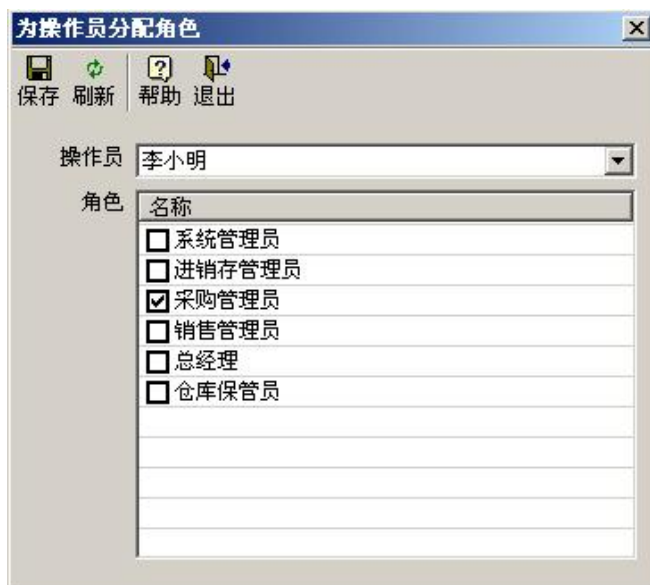 为操作员分配角色
保存 刷新 帮助 退出
操作员 李小明
角色 名称
系统管理员
进销存管理员
采购管理员
销售管理员
总经理
仓库保管员